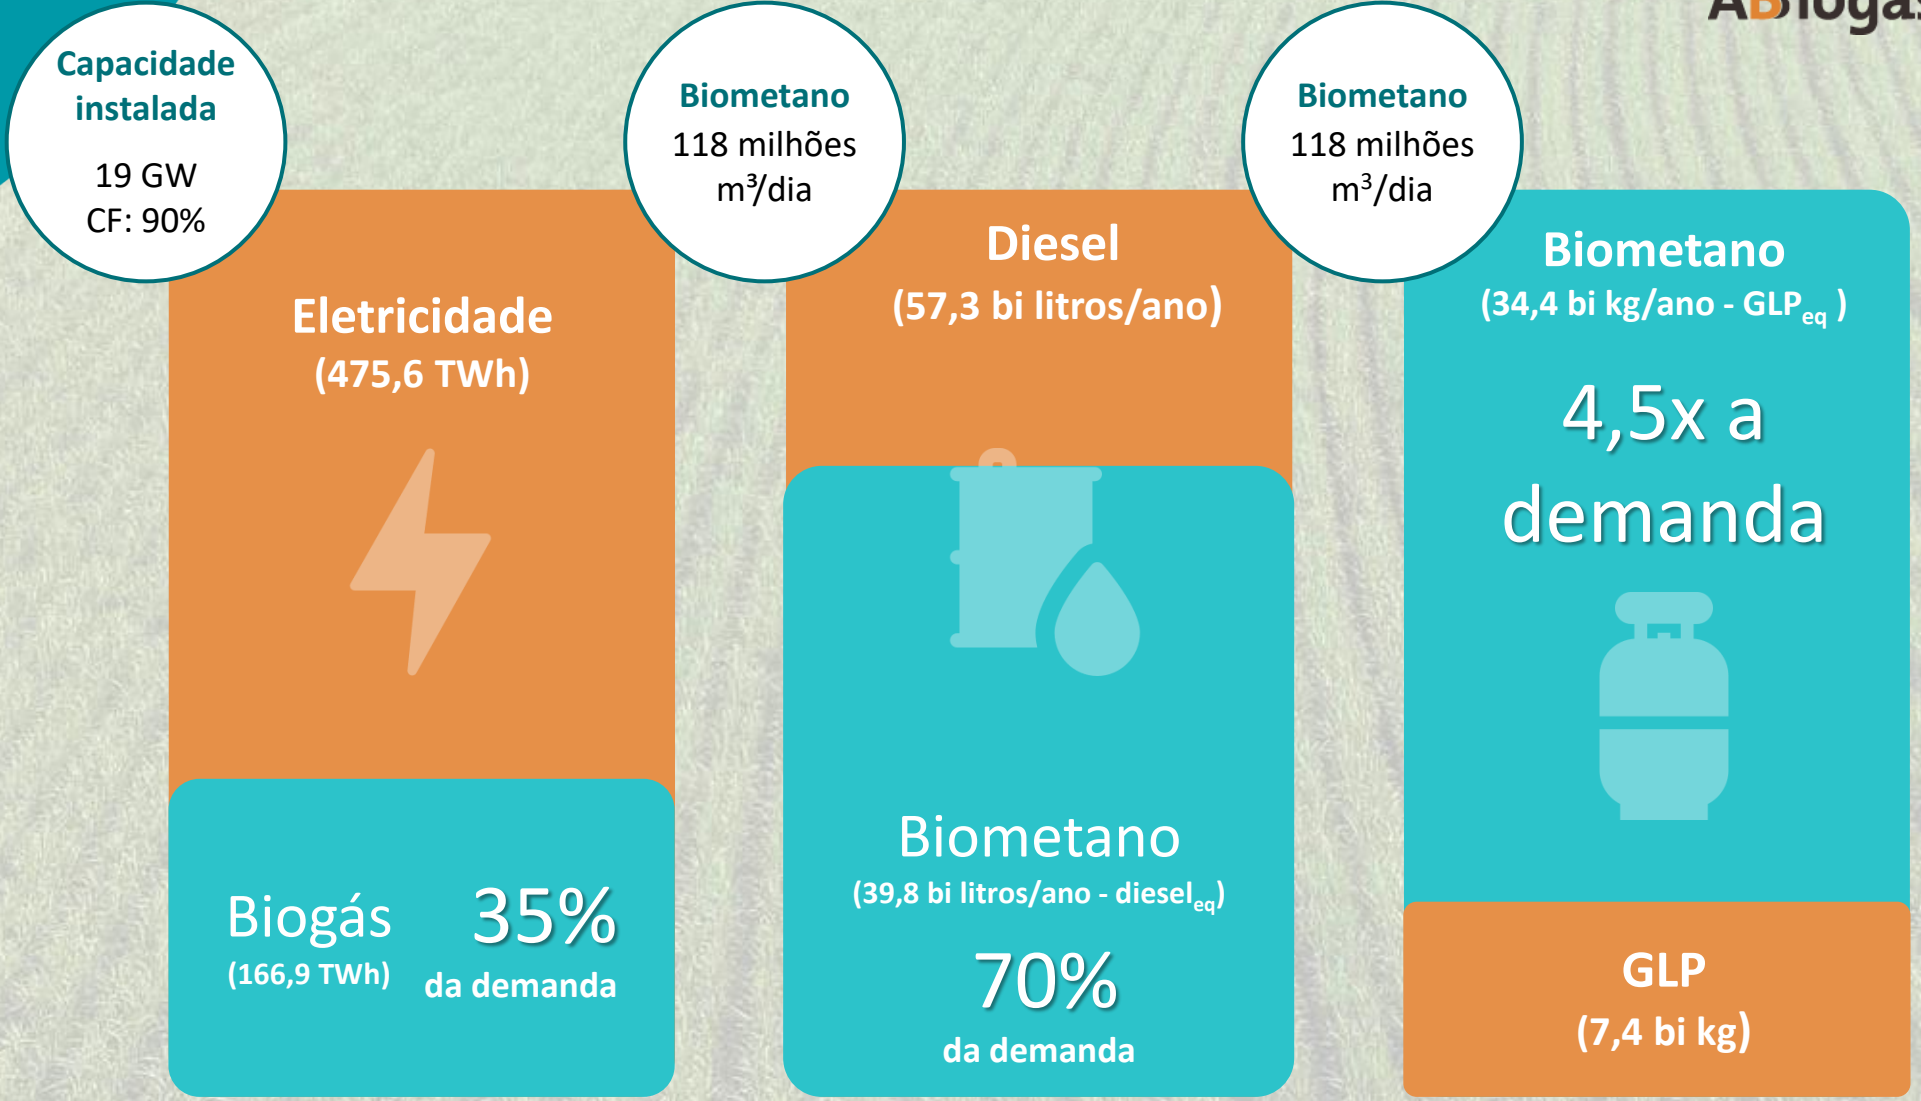 ABiogás
Capacidade
instalada
19 GW
CF: 90%
Eletricidade
(475,6 TWh)
Biogás
(166,9 TWh)
35%
da demanda
Biometano
118 milhões
m³/dia
Diesel
(57,3 bi litros/ano)
Biometano
(39,8 bi litros/ano - dieseleq)
70%
da demanda
Biometano
118 milhões
m³/dia
Biometano
(34,4 bi kg/ano - GLPeq )
4,5x a
demanda
GLP
(7,4 bi kg)